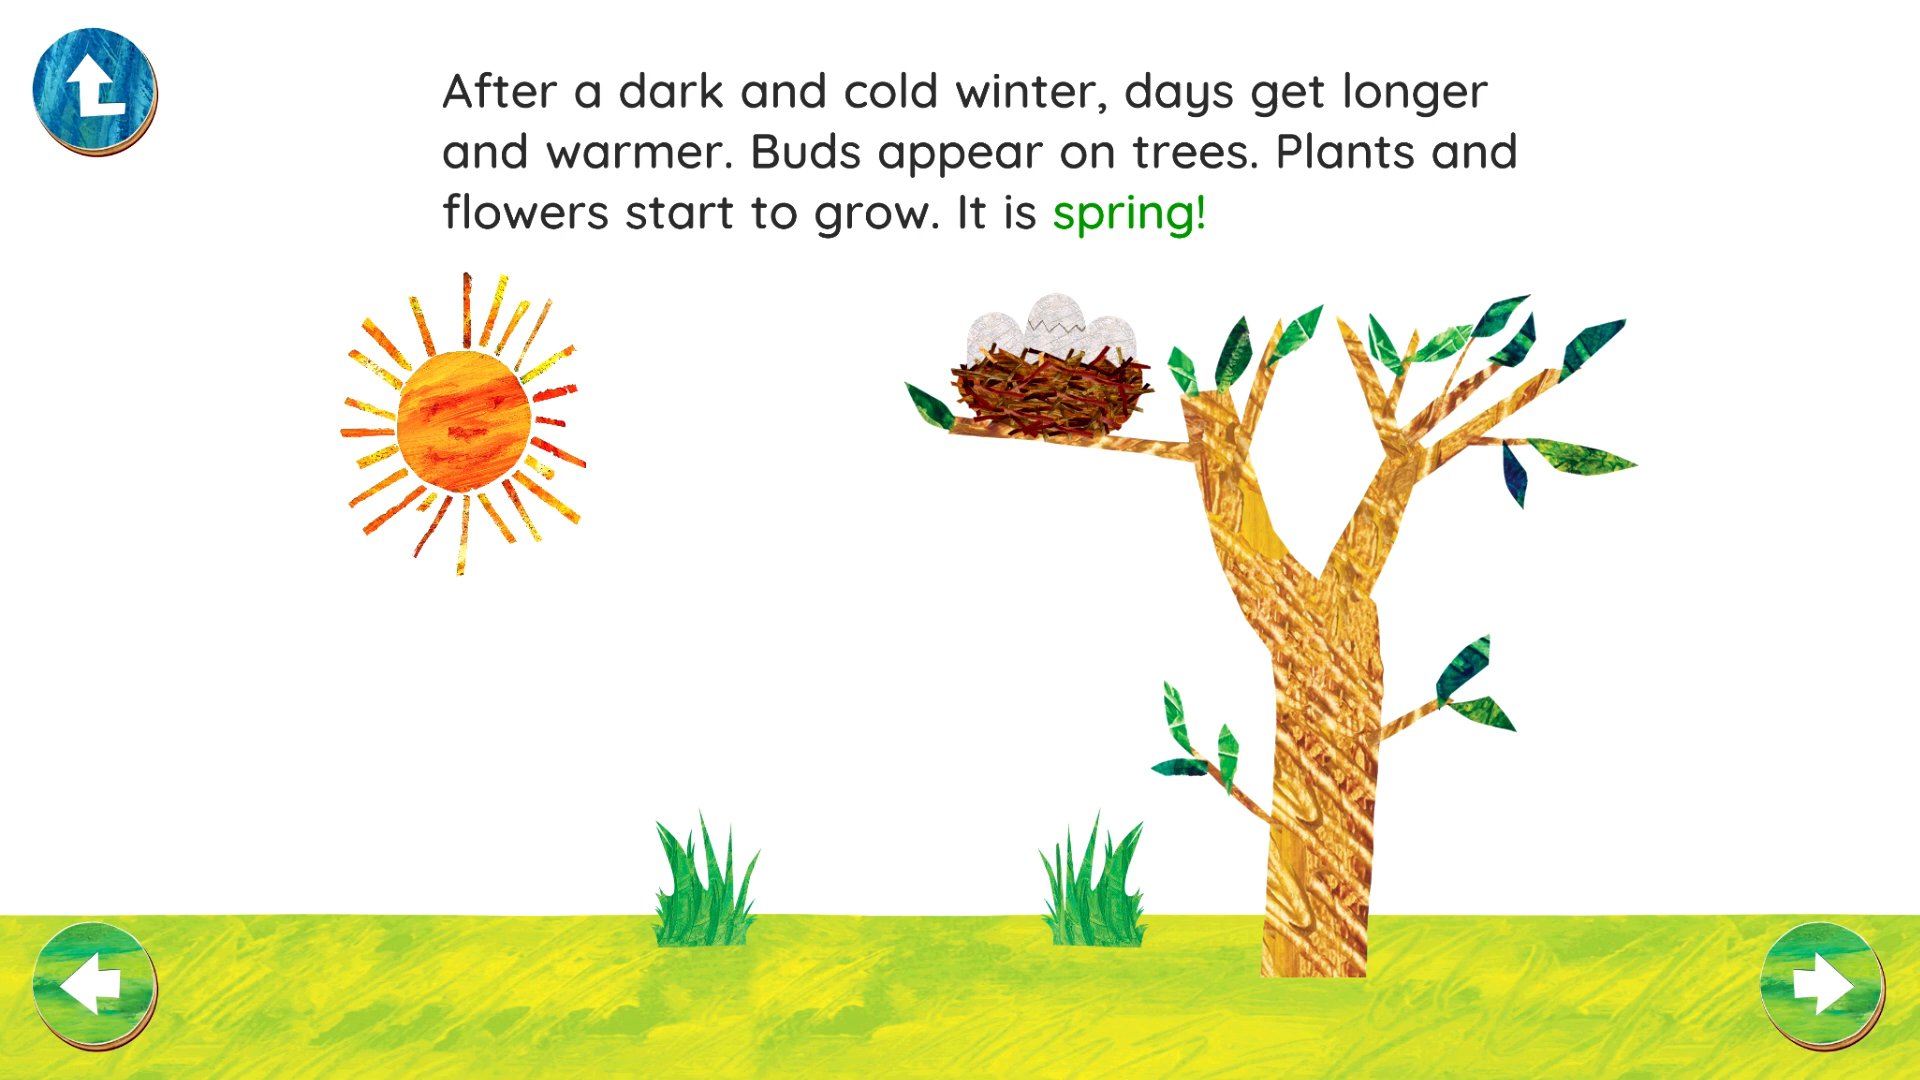 After a dark and cold winter, days get longer
and warmer. Buds appear on trees. Plants and
flowers start to grow. It is spring!